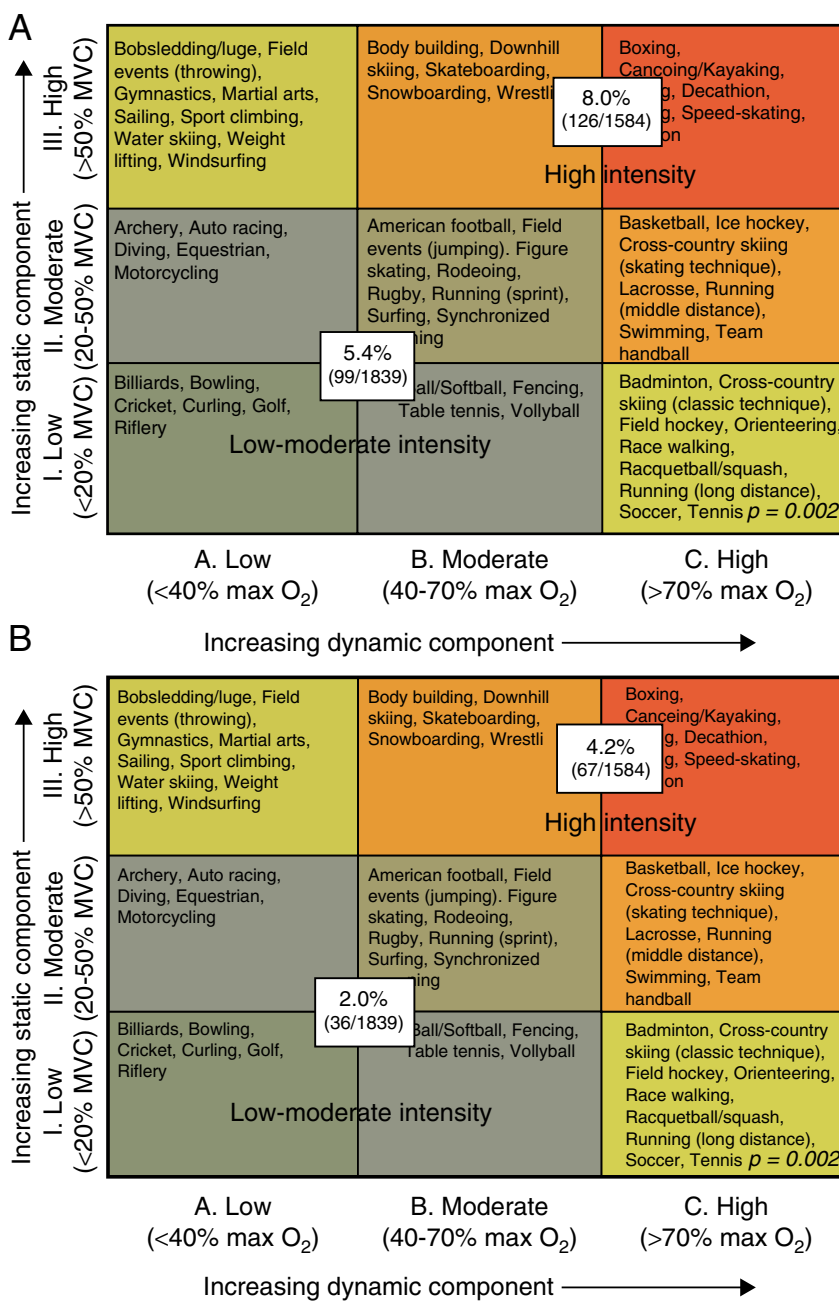 A
Increasing static component
III. High
(>50% MVC)
II. Moderate
(20-50% MVC)
I. Low
(<20% MVC)
Bobsledding/luge, Field
events (throwing),
Gymnastics, Martial arts,
Sailing, Sport climbing,
Water skiing, Weight
lifting, Windsurfing
Body building, Downhill
skiing, Skateboarding,
Snowboarding, Wrestli
8.0%
(126/1584)
Boxing,
Cancoing/Kayaking,
g, Decathion,
g, Speed-skating,
on
High intensity
Archery, Auto racing,
Diving, Equestrian,
Motorcycling
American football, Field
events (jumping). Figure
skating, Rodeoing,
Rugby, Running (sprint),
Surfing, Synchronized
ning
Basketball, Ice hockey,
Cross-country skiing
(skating technique),
Lacrosse, Running
(middle distance),
Swimming, Team
handball
5.4%
(99/1839)
Billiards, Bowling,
Cricket, Curling, Golf,
Riflery
ball/Softball, Fencing,
Table tennis, Vollyball
Low-moderate intensity
Badminton, Cross-country
skiing (classic technique),
Field hockey, Orienteering,
Race walking,
Racquetball/squash,
Running (long distance),
Soccer, Tennis p = 0.002
A. Low
(<40% max O2)
B. Moderate
(40-70% max O2)
C. High
(>70% max O2)
Increasing dynamic component
B
Increasing static component
III. High
(>50% MVC)
II. Moderate
(20-50% MVC)
I. Low
(<20% MVC)
Bobsledding/luge, Field
events (throwing),
Gymnastics, Martial arts,
Sailing, Sport climbing,
Water skiing, Weight
lifting, Windsurfing
Body building, Downhill
skiing, Skateboarding,
Snowboarding, Wrestli
4.2%
(67/1584)
Boxing,
Canceing/Kayaking,
g, Decathion,
g, Speed-skating,
on
High intensity
Archery, Auto racing,
Diving, Equestrian,
Motorcycling
American football, Field
events (jumping). Figure
skating, Rodeoing,
Rugby, Running (sprint),
Surfing, Synchronized
ning
Basketball, Ice hockey,
Cross-country skiing
(skating technique),
Lacrosse, Running
(middle distance),
Swimming, Team
handball
2.0%
(36/1839)
Billiards, Bowling,
Cricket, Curling, Golf,
Riflery
Ball/Softball, Fencing,
Table tennis, Vollyball
Low-moderate intensity
Badminton, Cross-country
skiing (classic technique),
Field hockey, Orienteering,
Race walking,
Racquetball/squash,
Running (long distance),
Soccer, Tennis p = 0.002
A. Low
(<40% max O2)
B. Moderate
(40-70% max O2)
C. High
(>70% max O2)
Increasing dynamic component